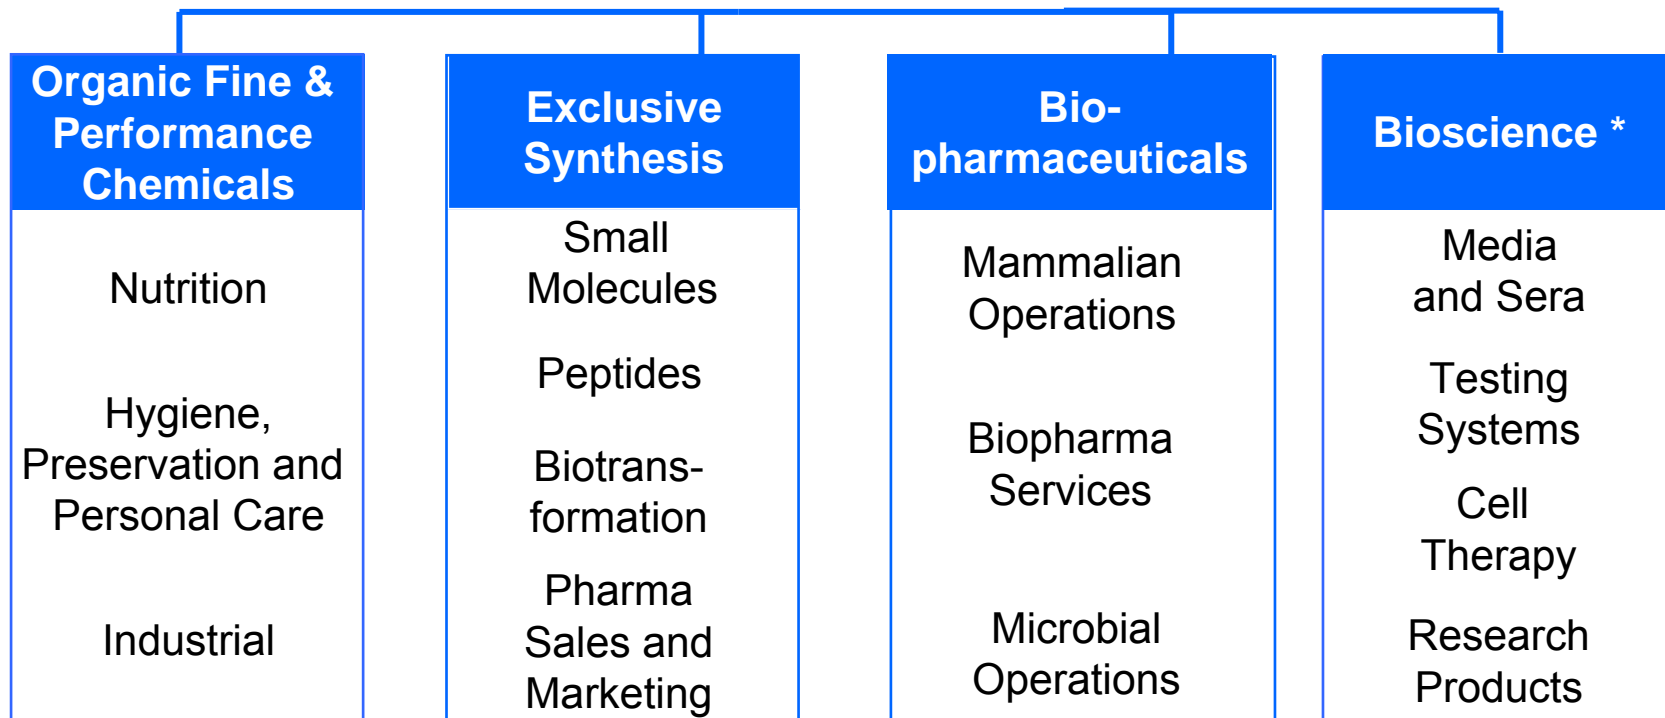 Organic Fine &
Performance
Chemicals
Nutrition
Hygiene,
Preservation and
Personal Care
Industrial
Exclusive
Synthesis
Small
Molecules
Peptides
Biotrans-
formation
Pharma
Sales and
Marketing
Bio-
pharmaceuticals
Mammalian
Operations
Biopharma
Services
Microbial
Operations
Bioscience *
Media
and Sera
Testing
Systems
Cell
Therapy
Research
Products